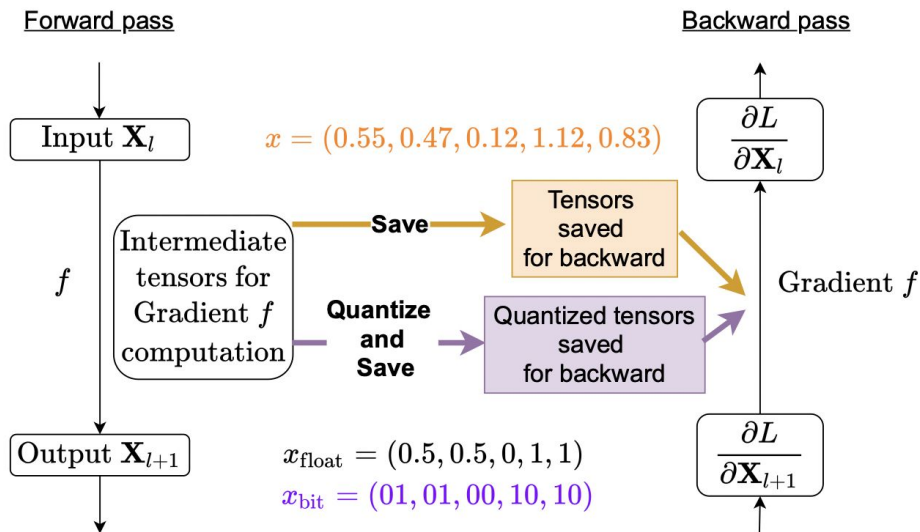 Forward pass
Backward pass
Input X_l
x = (0.55, 0.47, 0.12, 1.12, 0.83)
∂L
∂X_l
Intermediate
tensors for
Gradient f
computation
f
Save
Tensors
saved
for backward
Gradient f
Quantize
and
Save
Quantized tensors
saved
for backward
Output X_{l+1}
x_float = (0.5, 0.5, 0, 1, 1)
x_bit = (01, 01, 00, 10, 10)
∂L
∂X_{l+1}